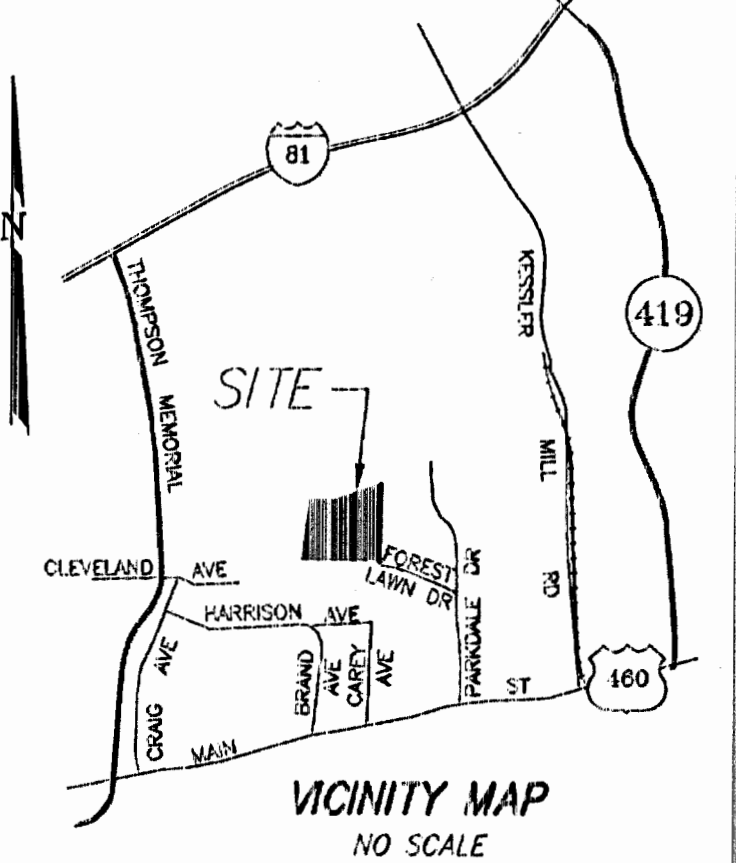 81
N
THOMPSON MEMORIAL
KESSLER MILL RD
419
SITE
CLEVELAND AVE
FOREST
LAWN DR
HARRISON AVE
PARKDALE DR
CRAIG AVE
BRAND AVE
CAREY AVE
MAIN ST
460
VICINITY MAP
NO SCALE